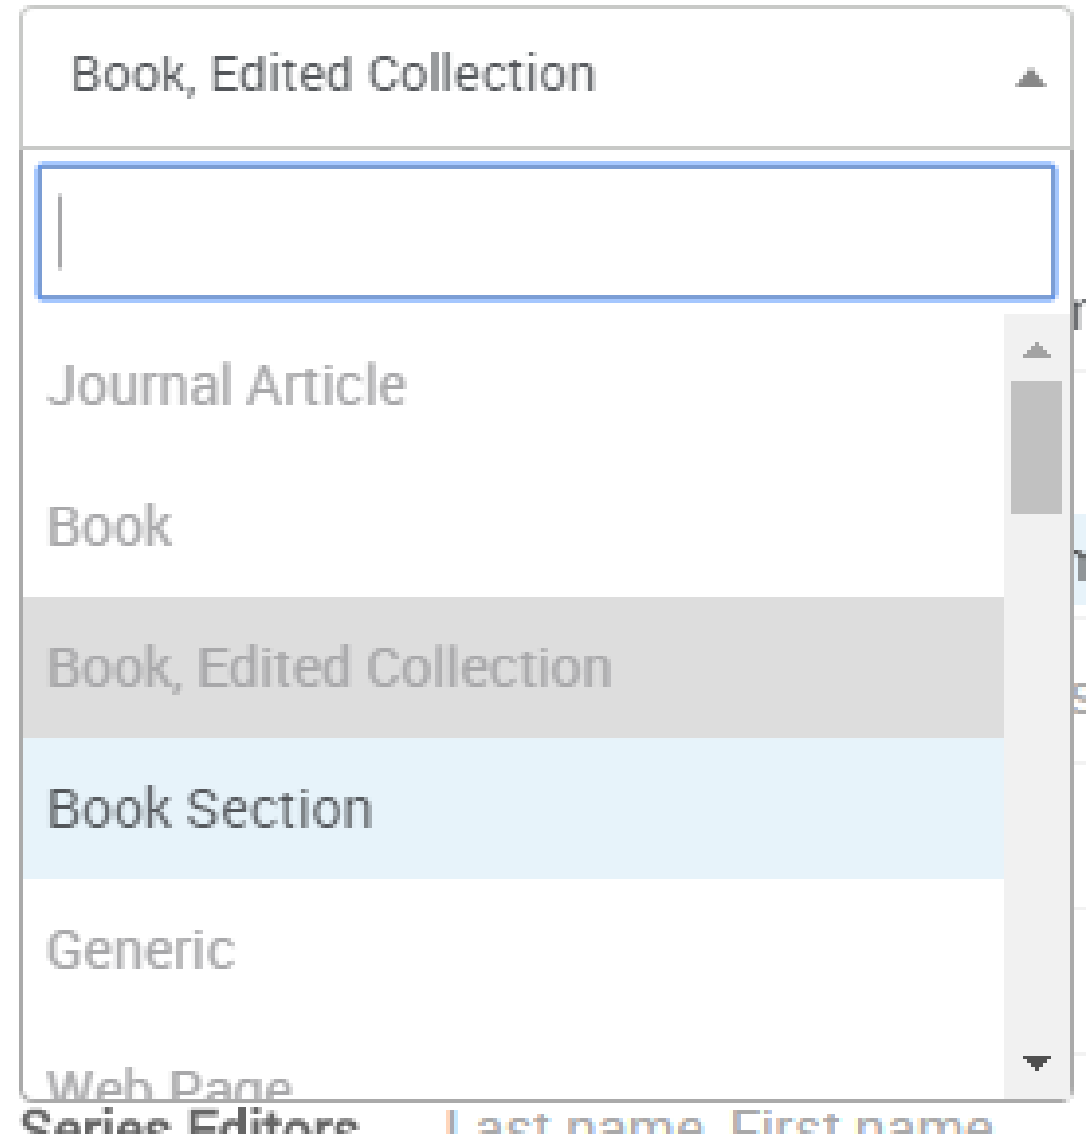 Book, Edited Collection
Journal Article
Book
Book, Edited Collection
Book Section
Generic
Web Page
Series Editors
Last name, First name